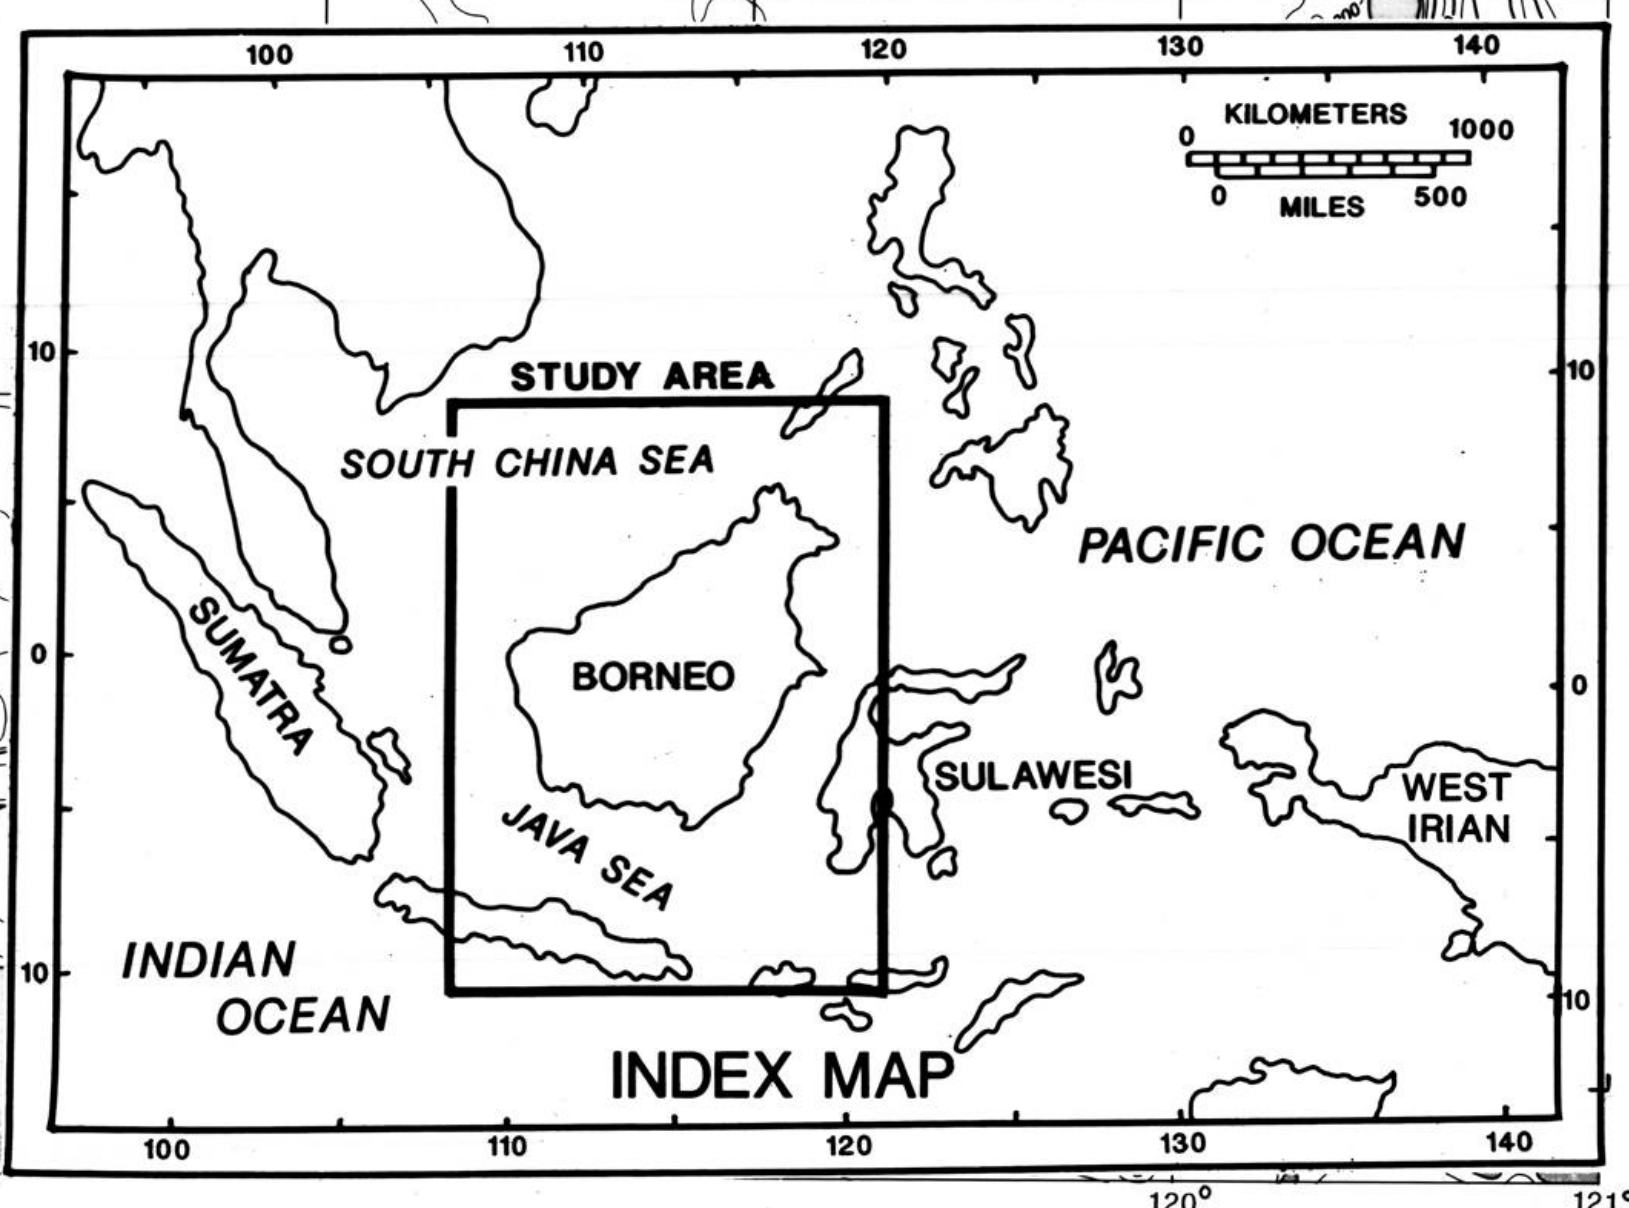 100 110 120 130 140
KILOMETERS
0 1000
0 500
MILES
10 10
STUDY AREA
SOUTH CHINA SEA
PACIFIC OCEAN
SUMATRA
BORNEO
0 0
SULAWESI
WEST
IRIAN
JAVA SEA
INDIAN
OCEAN
10 10
INDEX MAP
100 110 120 130 140
120° 121°